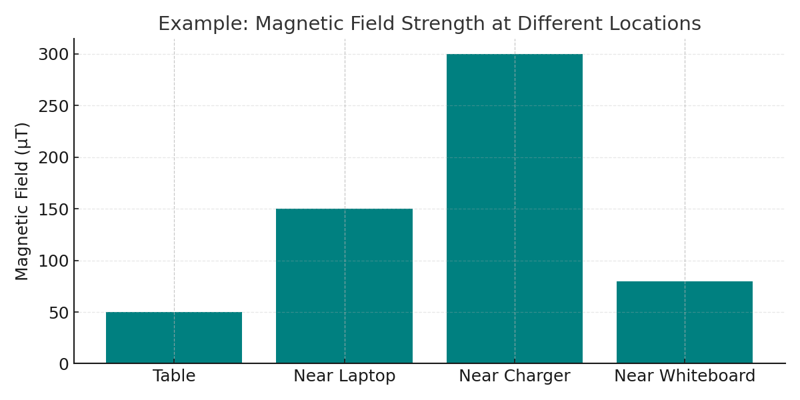 Example: Magnetic Field Strength at Different Locations
Magnetic Field (µT)
300
250
200
150
100
50
0
Table Near Laptop Near Charger Near Whiteboard